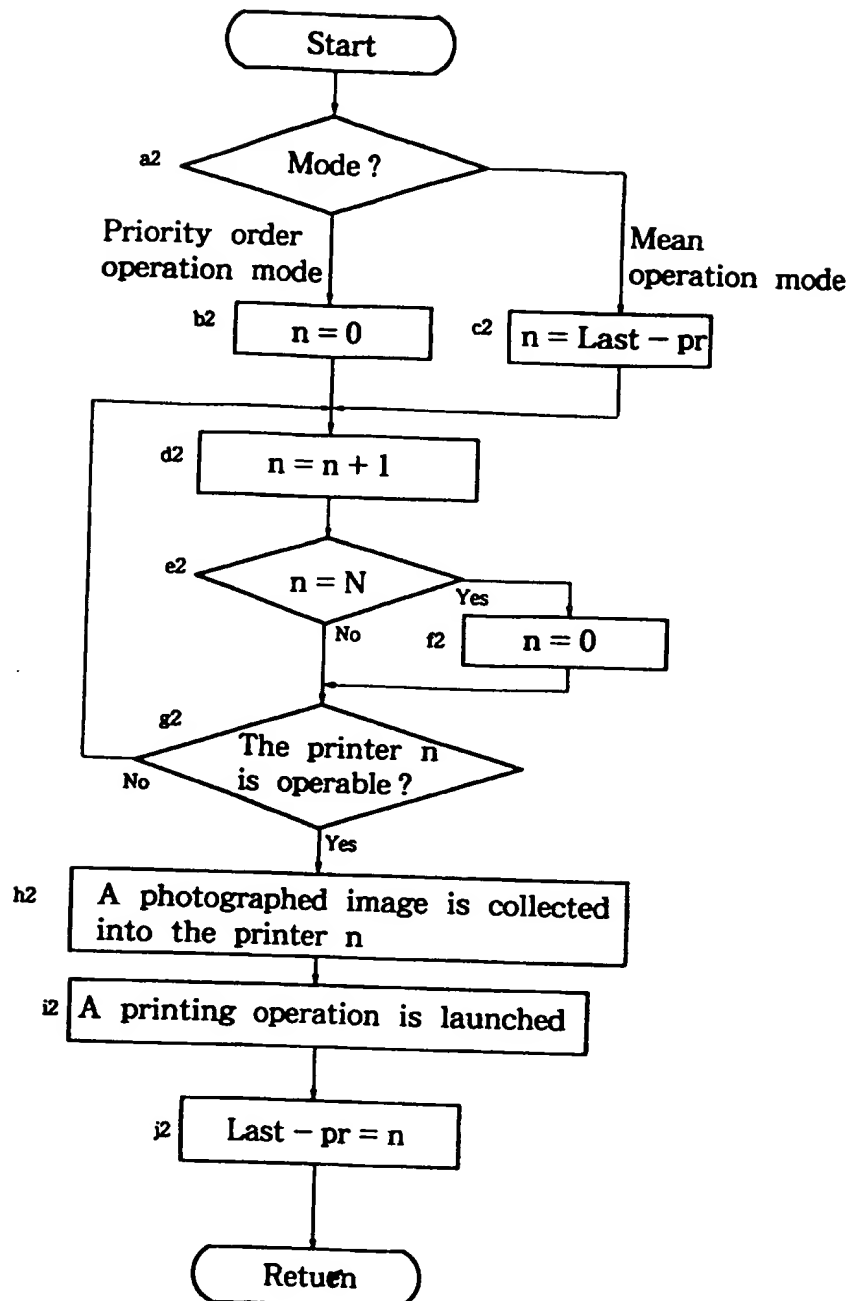 Start
a2
Mode ?
Priority order
operation mode
Mean
operation mode
b2
n = 0
c2
n = Last − pr
d2
n = n + 1
e2
n = N
Yes
No
f2
n = 0
g2
The printer n
is operable ?
No
Yes
h2
A photographed image is collected
into the printer n
i2
A printing operation is launched
j2
Last − pr = n
Return